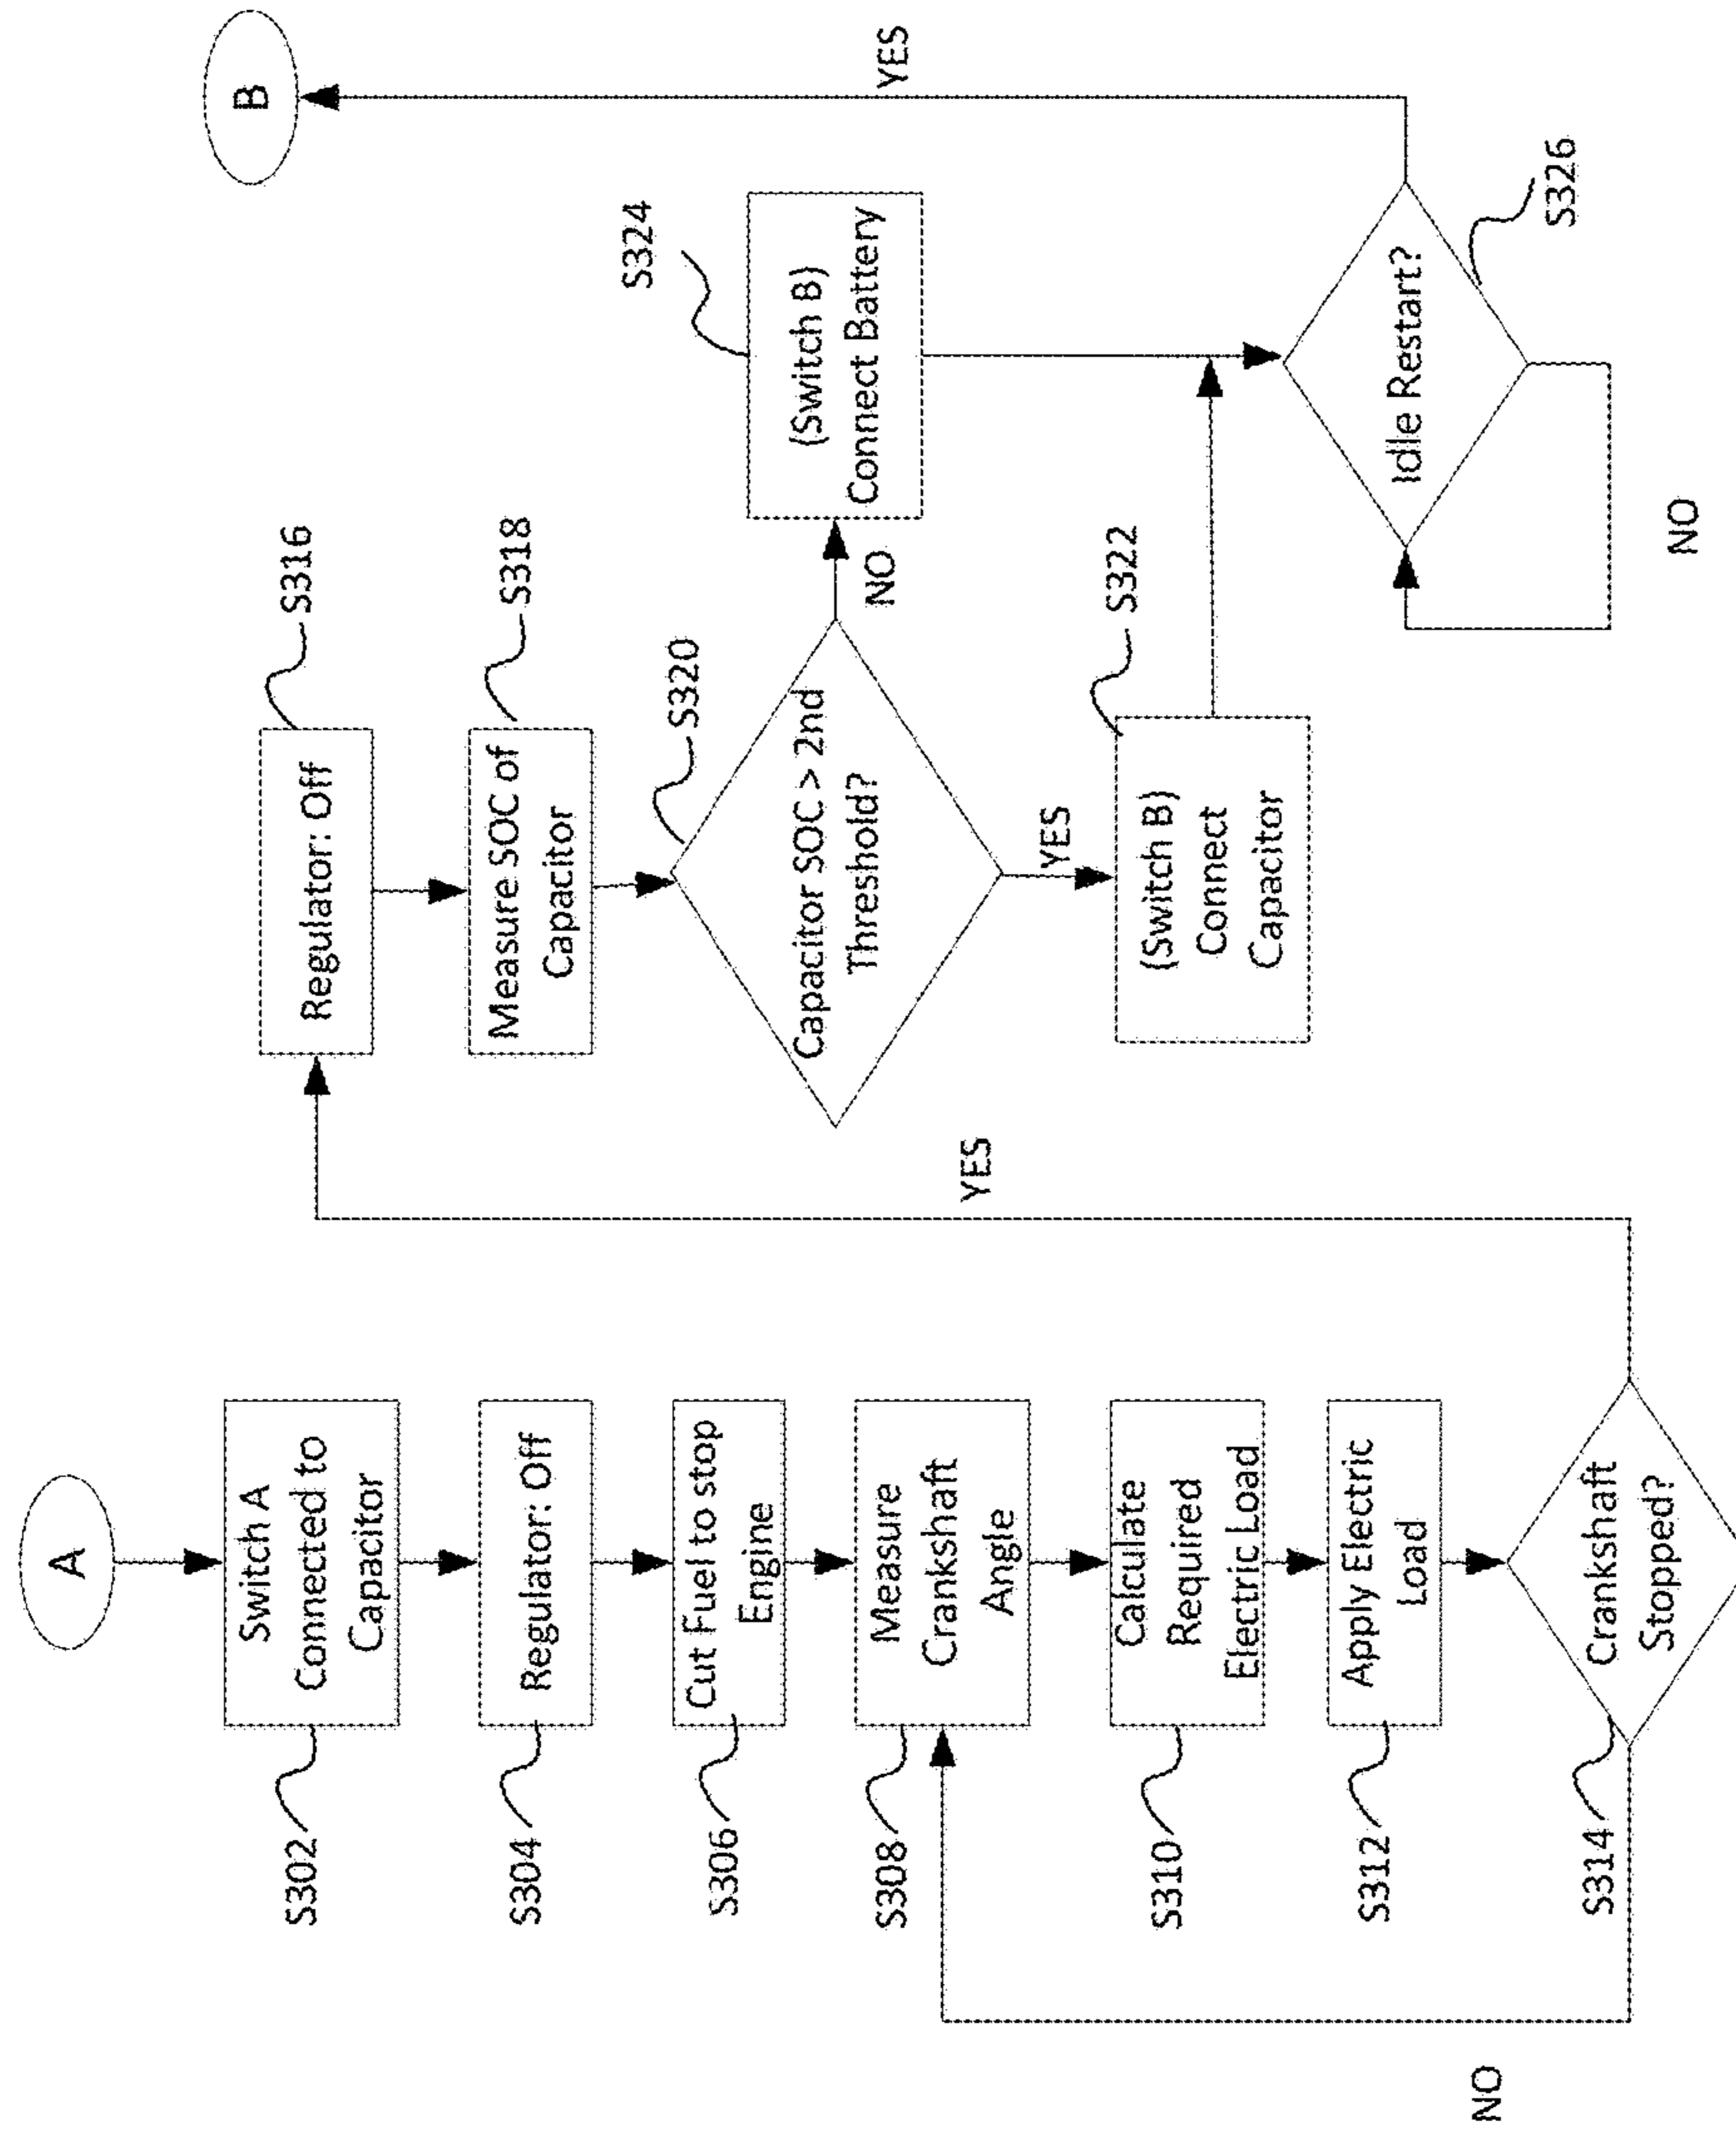 A
S302
Switch A
Connected to
Capacitor
S304
Regulator: Off
S306
Cut Fuel to stop
Engine
S308
Measure
Crankshaft
Angle
S310
Calculate
Required
Electric Load
S312
Apply Electric
Load
S314
Crankshaft
Stopped?
NO
YES
Regulator: Off
S316
Measure SOC of
Capacitor
S318
Capacitor SOC > 2nd
Threshold?
S320
NO
YES
(Switch B)
Connect
Capacitor
S322
(Switch B)
Connect Battery
S324
Idle Restart?
S326
NO
YES
B